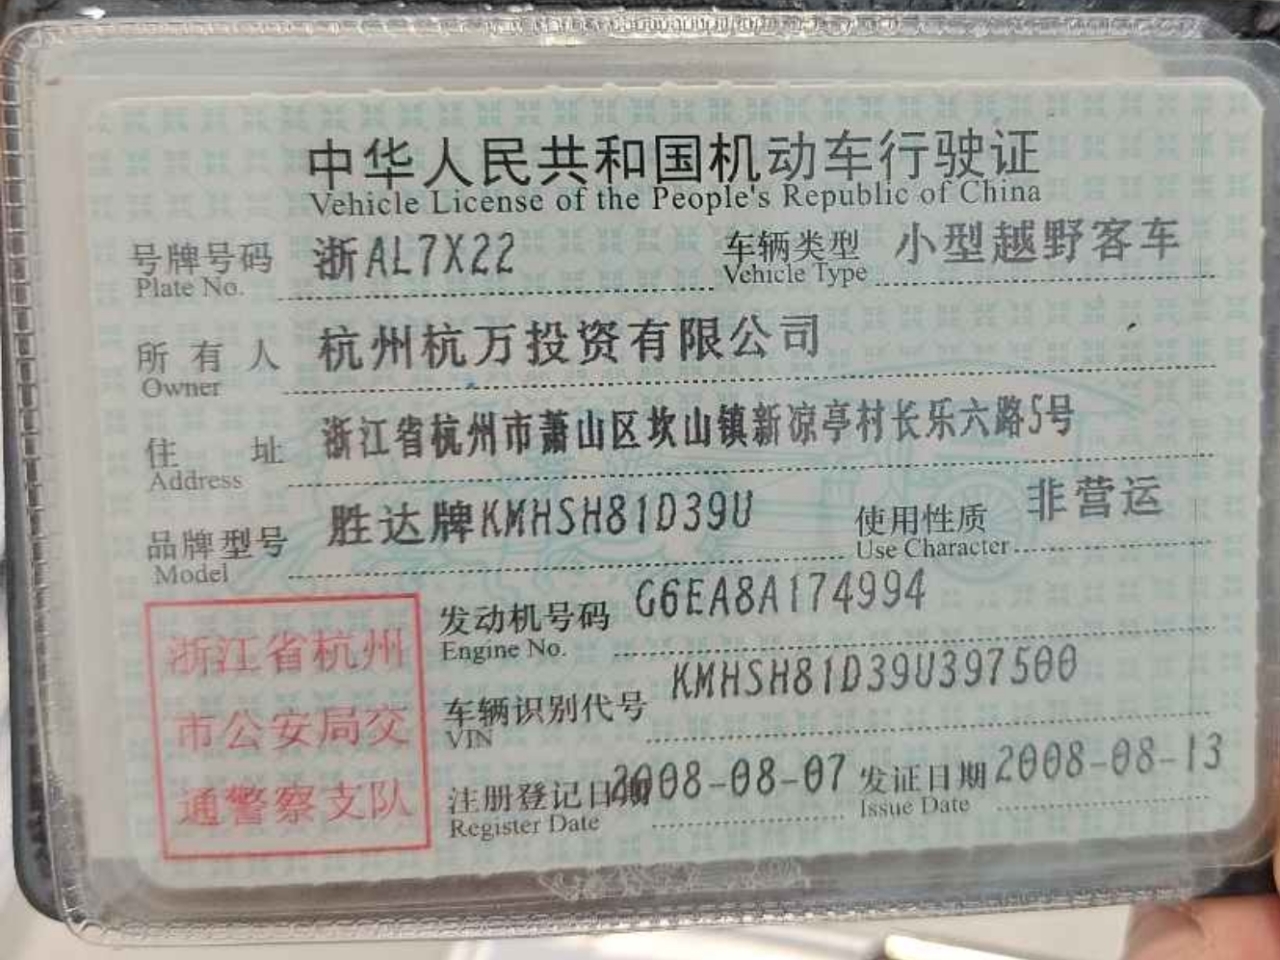 中华人民共和国机动车行驶证
Vehicle License of the People's Republic of China
号牌号码 浙AL7X22 车辆类型 小型越野客车
Plate No. Vehicle Type
所有人 杭州杭万投资有限公司
Owner
住址 浙江省杭州市萧山区坎山镇新凉亭村长乐六路5号
Address
品牌型号 胜达牌KMHSH81D39U 使用性质 非营运
Model Use Character
发动机号码 G6EA8A174994
Engine No.
车辆识别代号 KMHSH81D39U397500
VIN
注册登记日期 2008-08-07 发证日期 2008-08-13
Register Date Issue Date
浙江省杭州
市公安局交
通警察支队